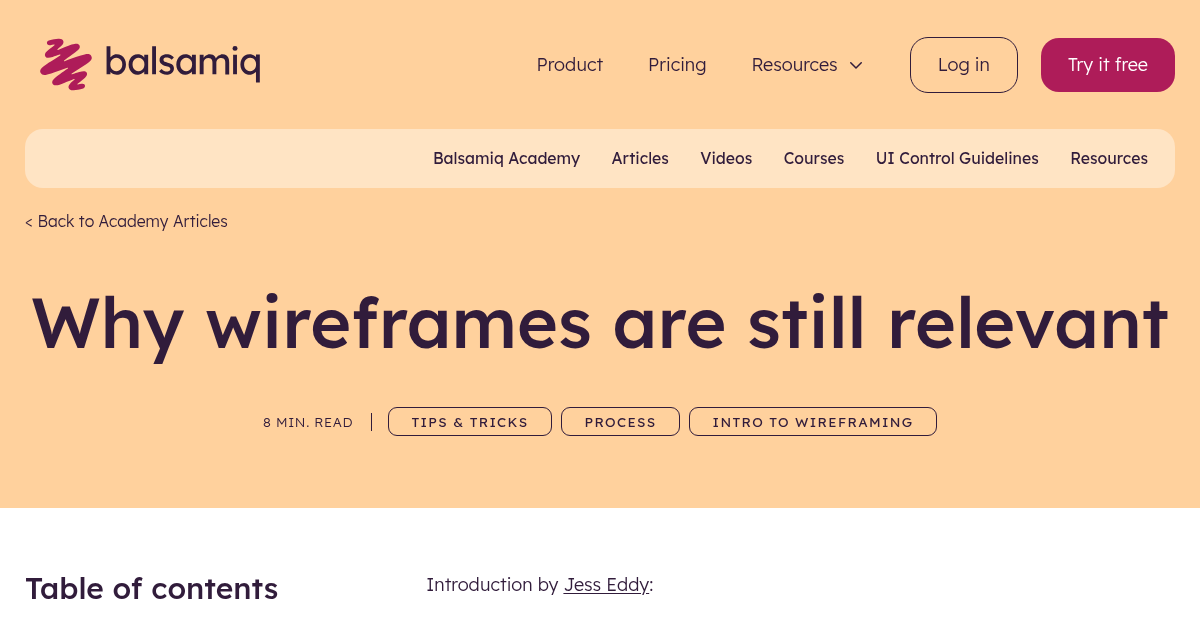 balsamiq Product Pricing Resources Log in Try it free
Balsamiq Academy Articles Videos Courses UI Control Guidelines Resources
< Back to Academy Articles
Why wireframes are still relevant
8 MIN. READ TIPS & TRICKS PROCESS INTRO TO WIREFRAMING
Table of contents
Introduction by Jess Eddy: